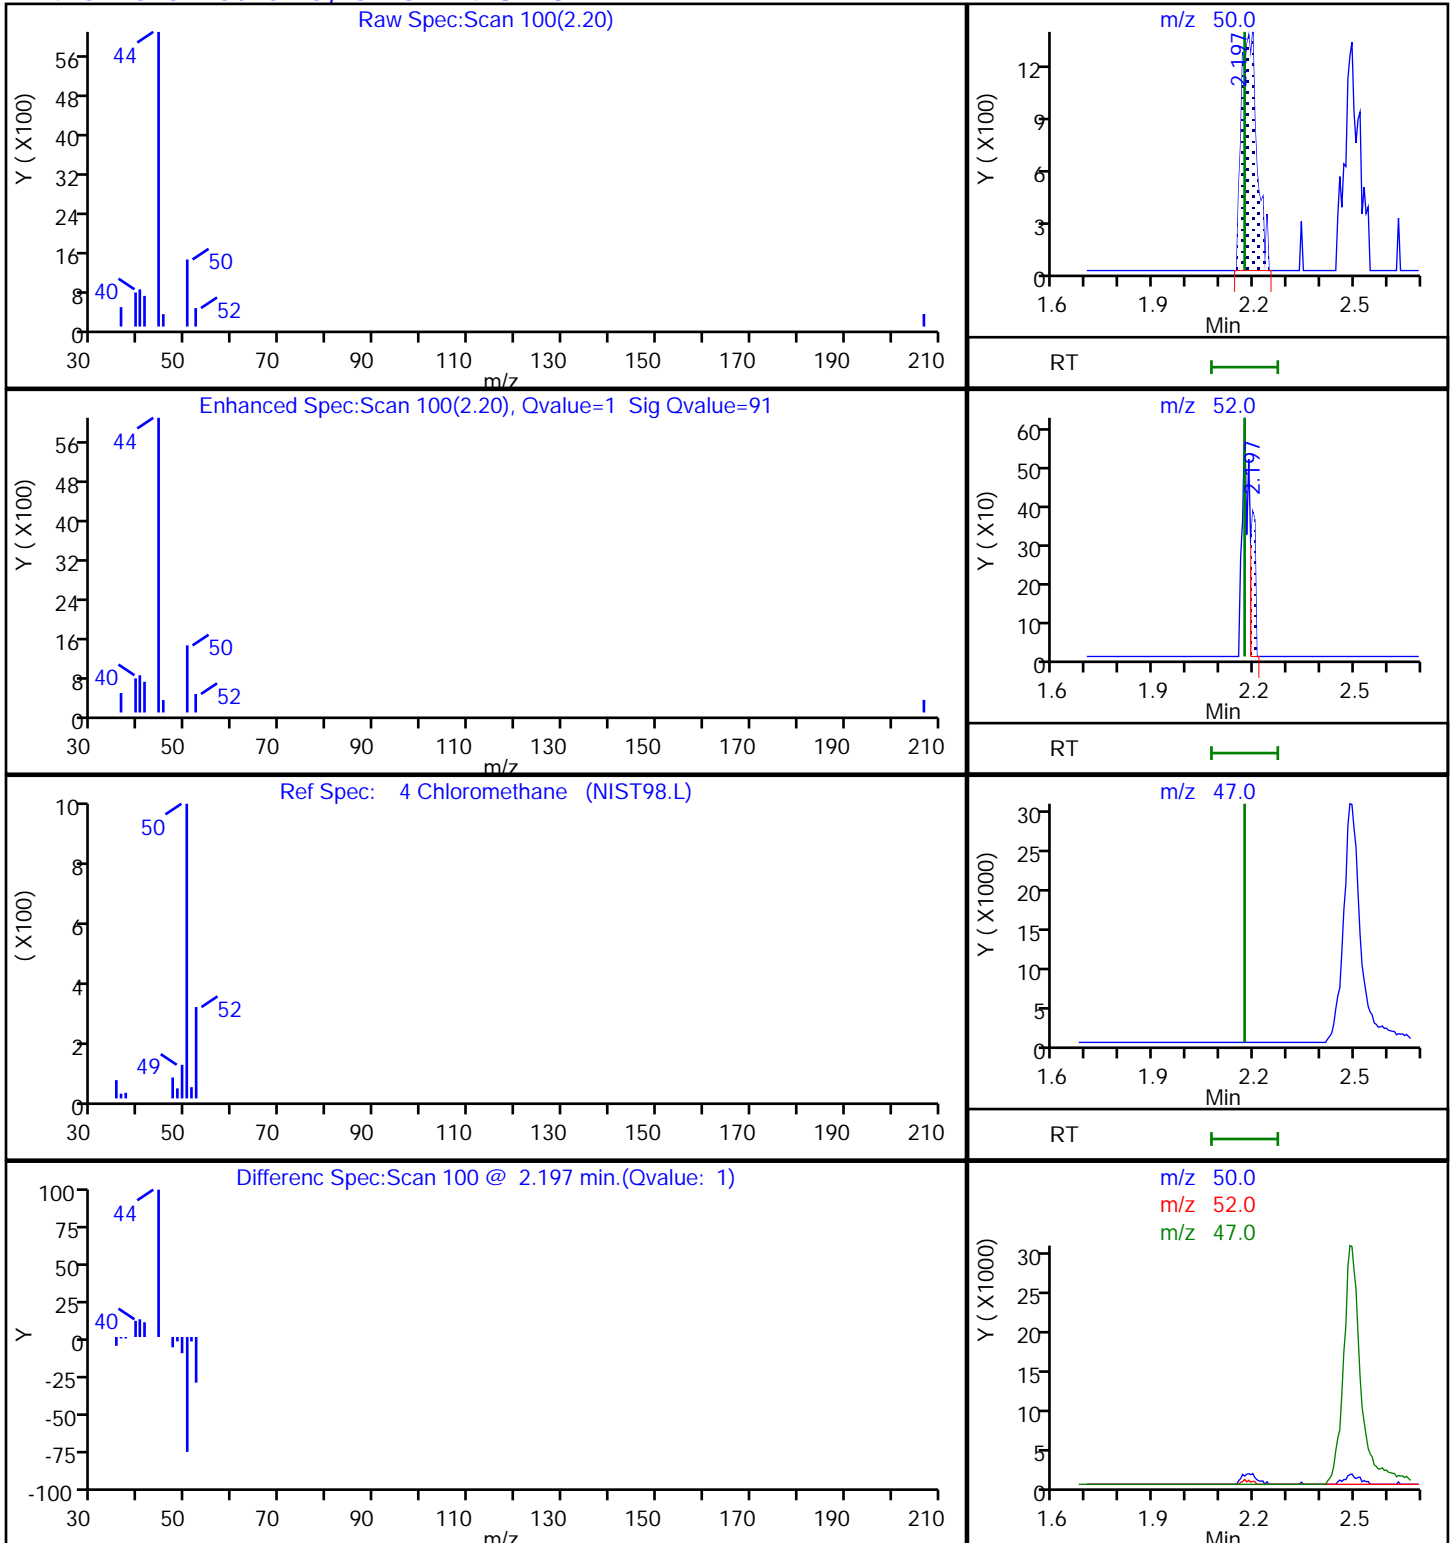 Raw Spec:Scan 100(2.20)
Y ( X100)
56
48
40
32
24
16
8
0
44
40
50
52
30 50 70 90 110 130 150 170 190 210
m/z
m/z 50.0
Y ( X100)
12
9
6
3
0
2.197
1.6 1.9 2.2 2.5
Min
RT
Enhanced Spec:Scan 100(2.20), Qvalue=1 Sig Qvalue=91
Y ( X100)
56
48
40
32
24
16
8
0
44
40
50
52
30 50 70 90 110 130 150 170 190 210
m/z
m/z 52.0
Y ( X10)
60
50
40
30
20
10
0
2.197
1.6 1.9 2.2 2.5
Min
RT
Ref Spec: 4 Chloromethane (NIST98.L)
( X100)
10
8
6
4
2
0
50
52
49
30 50 70 90 110 130 150 170 190 210
m/z 47.0
Y ( X1000)
30
25
20
15
10
5
0
1.6 1.9 2.2 2.5
Min
RT
Differenc Spec:Scan 100 @ 2.197 min.(Qvalue: 1)
Y
100
75
50
25
0
-25
-50
-75
-100
44
40
30 50 70 90 110 130 150 170 190 210
m/z
m/z 50.0
m/z 52.0
m/z 47.0
Y ( X1000)
30
25
20
15
10
5
0
1.6 1.9 2.2 2.5
Min